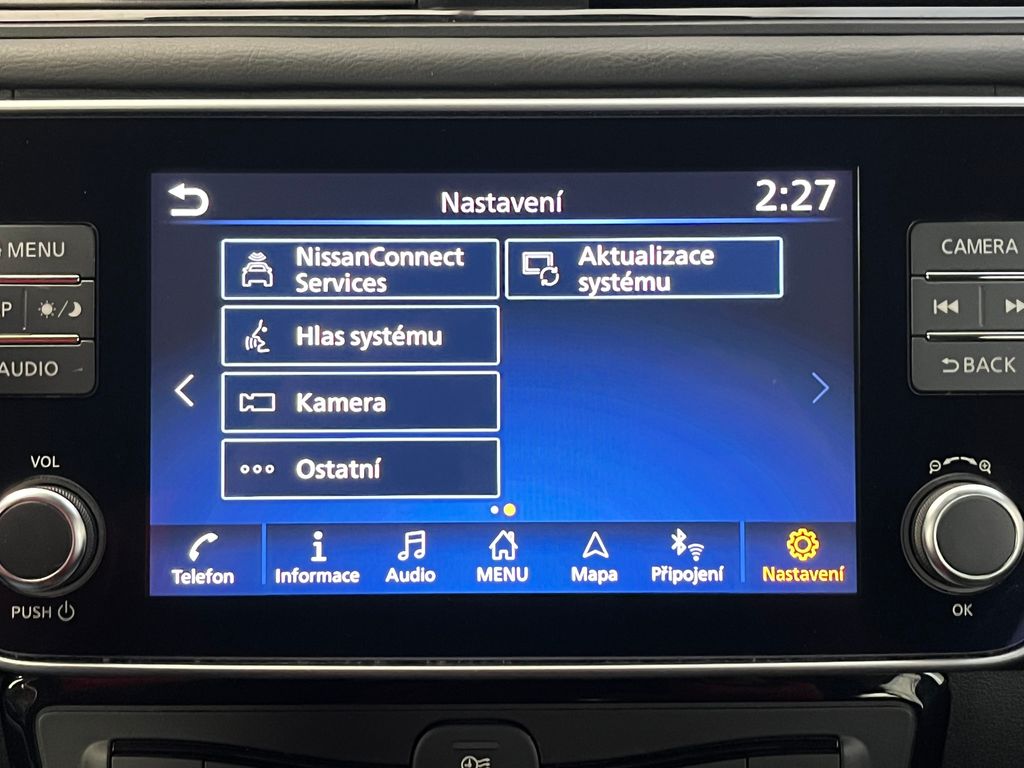 Nastavení
2:27
NissanConnect
Services
Aktualizace
systému
Hlas systému
Kamera
Ostatní
Telefon
Informace
Audio
MENU
Mapa
Připojení
Nastavení
MENU
P
AUDIO
VOL
PUSH
CAMERA
BACK
OK